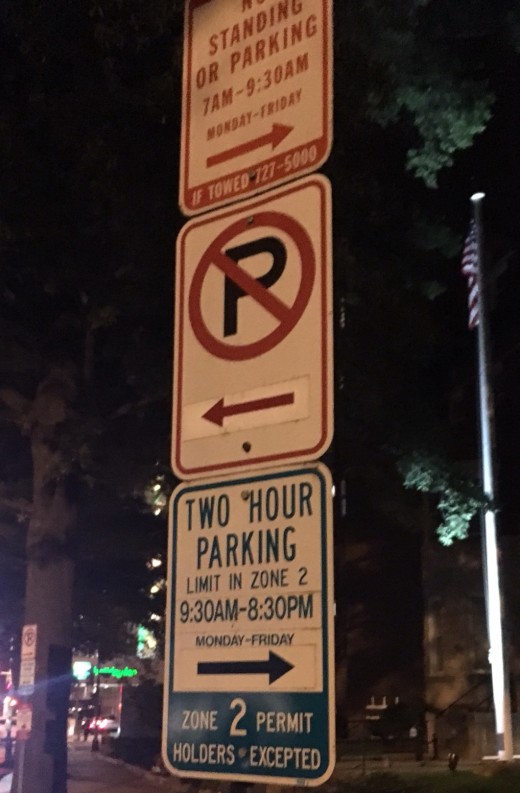 NO
STANDING
OR PARKING
7AM-9:30AM
MONDAY-FRIDAY
IF TOWED 727-5000
P
TWO HOUR
PARKING
LIMIT IN ZONE 2
9:30AM-8:30PM
MONDAY-FRIDAY
ZONE 2 PERMIT
HOLDERS EXCEPTED